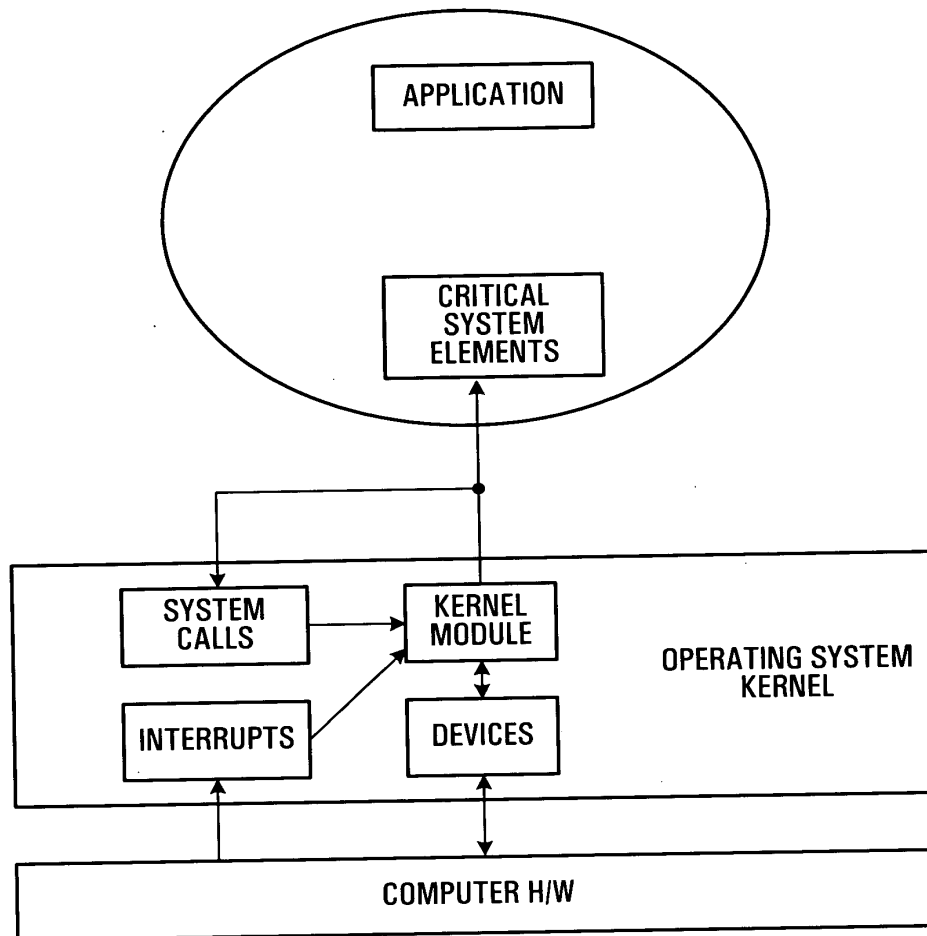 APPLICATION
CRITICAL
SYSTEM
ELEMENTS
SYSTEM
CALLS
KERNEL
MODULE
OPERATING SYSTEM
KERNEL
INTERRUPTS
DEVICES
COMPUTER H/W